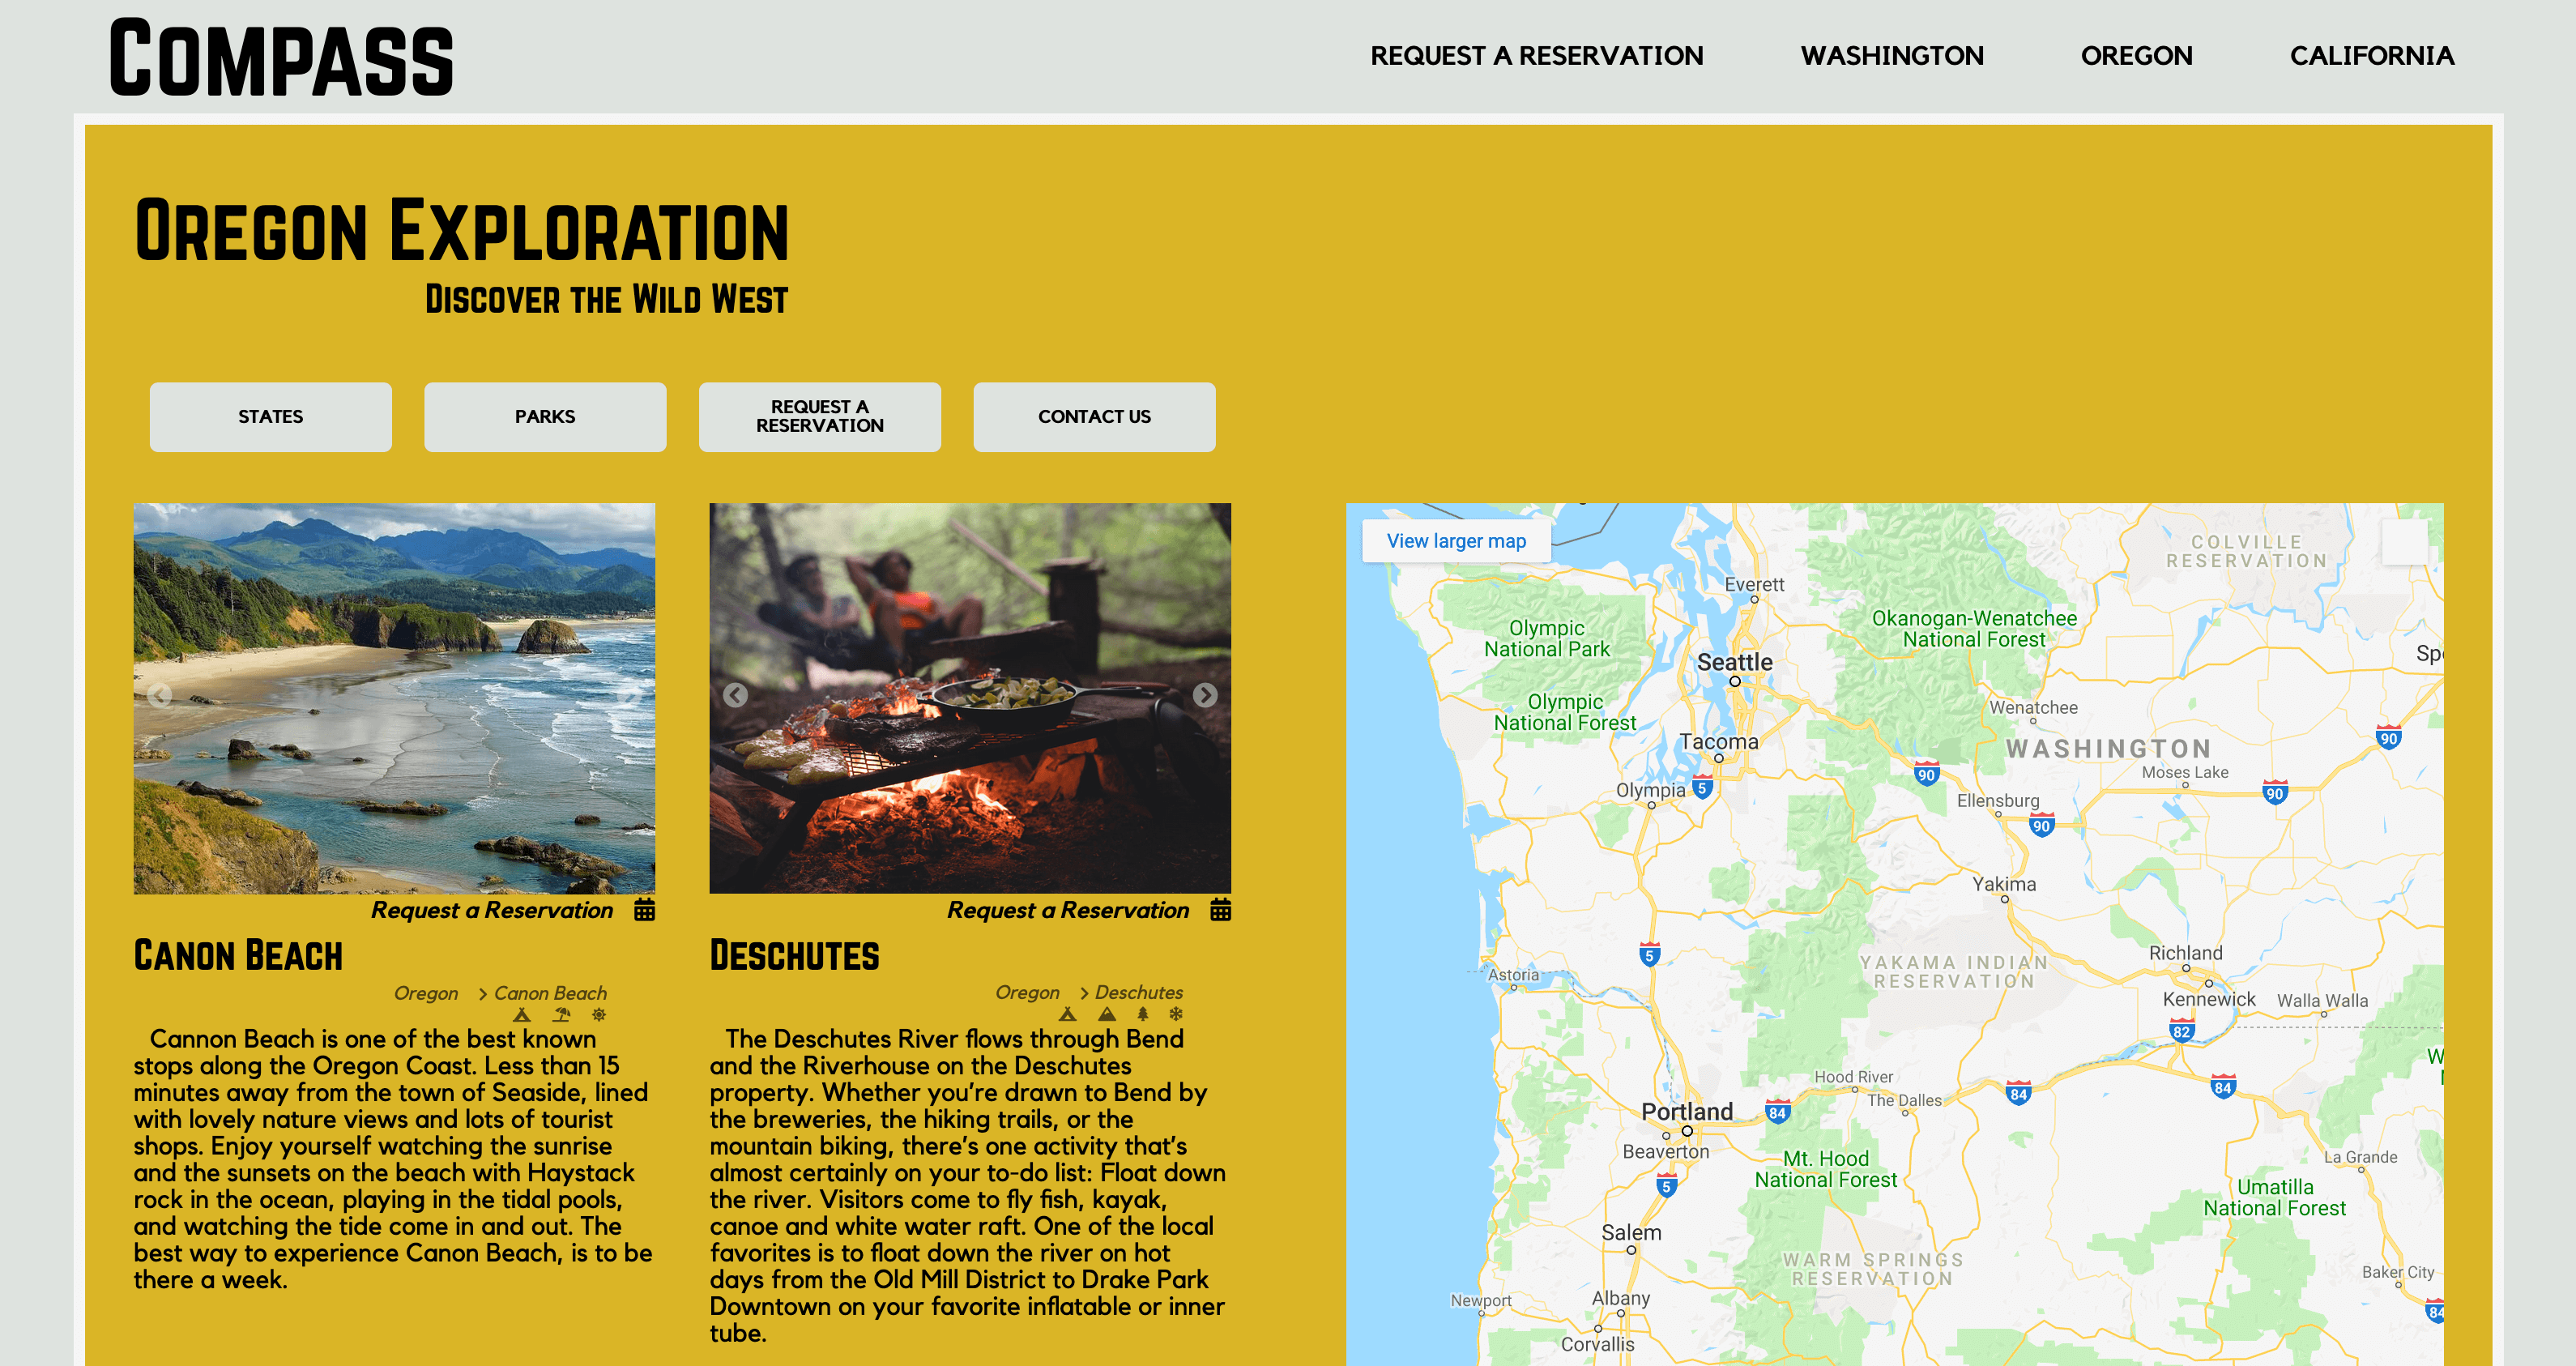 Compass
REQUEST A RESERVATION
WASHINGTON
OREGON
CALIFORNIA
Oregon Exploration
Discover the Wild West
STATES
PARKS
REQUEST A
RESERVATION
CONTACT US
Request a Reservation
Canon Beach
Oregon > Canon Beach
Cannon Beach is one of the best known
stops along the Oregon Coast. Less than 15
minutes away from the town of Seaside, lined
with lovely nature views and lots of tourist
shops. Enjoy yourself watching the sunrise
and the sunsets on the beach with Haystack
rock in the ocean, playing in the tidal pools,
and watching the tide come in and out. The
best way to experience Canon Beach, is to be
there a week.
Request a Reservation
Deschutes
Oregon > Deschutes
The Deschutes River flows through Bend
and the Riverhouse on the Deschutes
property. Whether you're drawn to Bend by
the breweries, the hiking trails, or the
mountain biking, there's one activity that's
almost certainly on your to-do list: Float down
the river. Visitors come to fly fish, kayak,
canoe and white water raft. One of the local
favorites is to float down the river on hot
days from the Old Mill District to Drake Park
Downtown on your favorite inflatable or inner
tube.
View larger map
COLVILLE
RESERVATION
Everett
Okanogan-Wenatchee
National Forest
Olympic
National Park
Spo
Seattle
Olympic
National Forest
Wenatchee
90
Tacoma
WASHINGTON
Moses Lake
90
5
Olympia
90
Ellensburg
90
Yakima
5
Richland
YAKAMA INDIAN
RESERVATION
Astoria
Kennewick
Walla Walla
82
W
Hood River
84
84
The Dalles
Portland
84
Beaverton
Mt. Hood
National Forest
La Grande
5
Umatilla
National Forest
Salem
WARM SPRINGS
RESERVATION
Baker City
Newport
Albany
84
Corvallis